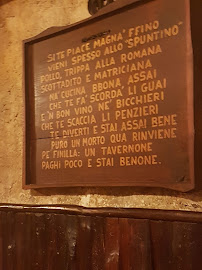 SI TE PIACE MAGNA' FFINO
VIENI SPESSO ALLO "SPUNTINO"
POLLO, TRIPPA ALLA ROMANA
SCOTTADITO E MATRICIANA
NA' CUCINA BBONA, ASSAI
CHE TE FA' SCORDÀ LI GUAI
E 'N BON VINO NE' BICCHIERI
CHE TE SCACCIA LI PENZIERI
TE DIVERTI E STAI ASSAI BENE
PURO UN MORTO QUA RINVIENE
PE FINILLA: UN TAVERNONE
PAGHI POCO E STAI BENONE.